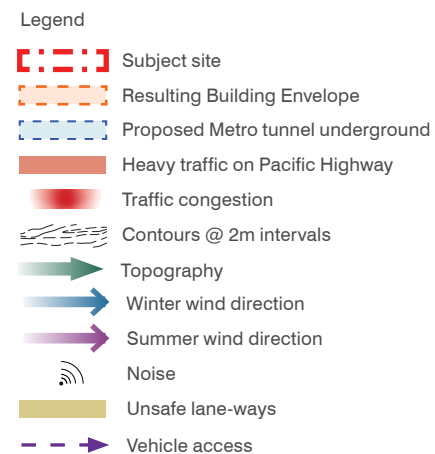 Legend
Subject site
Resulting Building Envelope
Proposed Metro tunnel underground
Heavy traffic on Pacific Highway
Traffic congestion
Contours @ 2m intervals
Topography
Winter wind direction
Summer wind direction
Noise
Unsafe lane-ways
Vehicle access